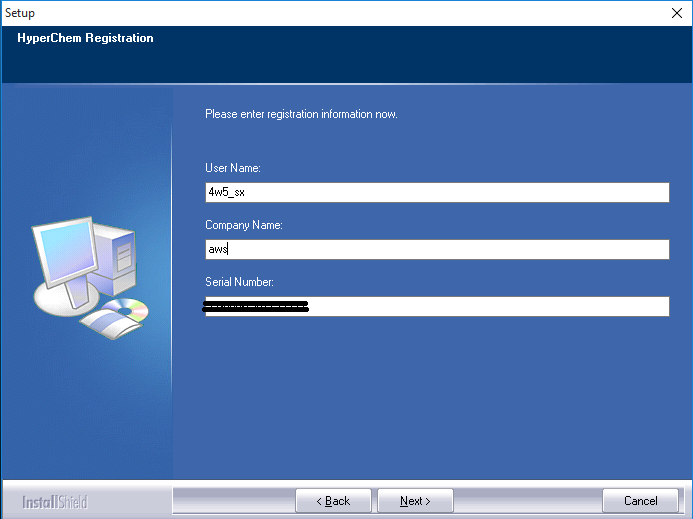 Setup
HyperChem Registration
Please enter registration information now.
User Name:
4w5_sx
Company Name:
aws
Serial Number:
InstallShield
< Back
Next >
Cancel